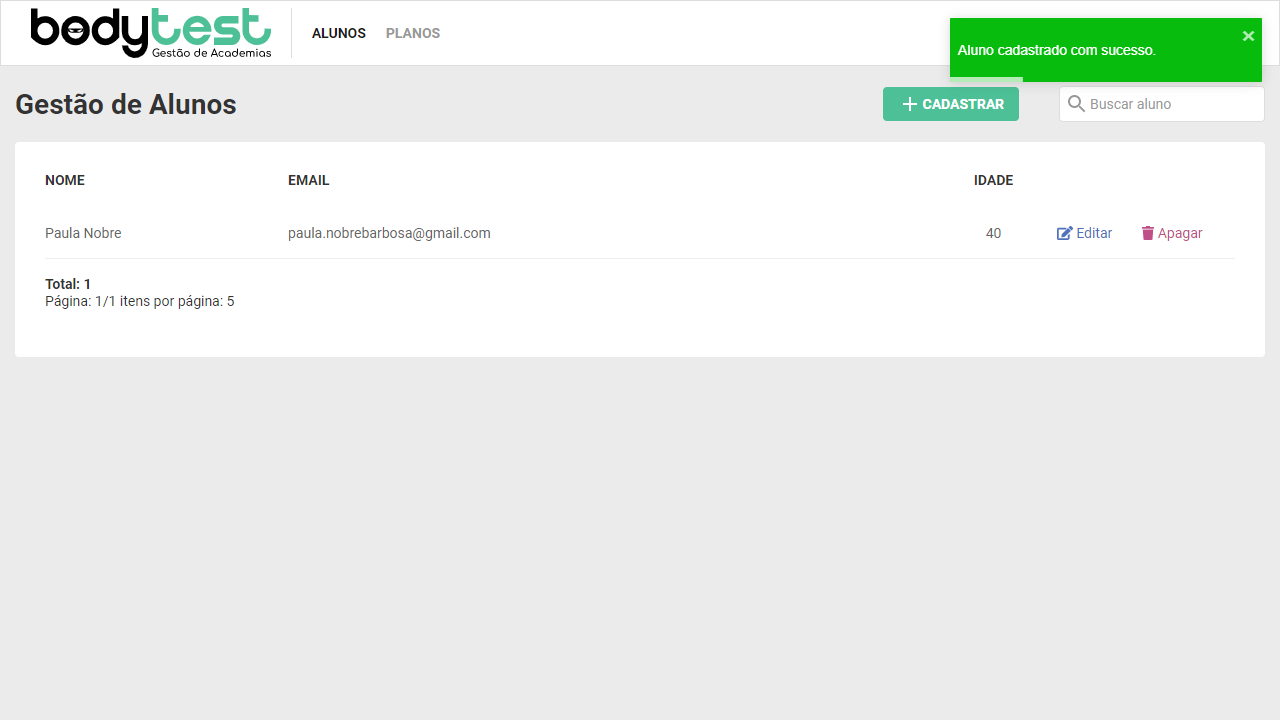 bodytest
Gestão de Academias
ALUNOS
PLANOS
Aluno cadastrado com sucesso.
Gestão de Alunos
CADASTRAR
Buscar aluno
NOME EMAIL IDADE
Paula Nobre paula.nobrebarbosa@gmail.com 40 Editar Apagar
Total: 1
Página: 1/1 itens por página: 5